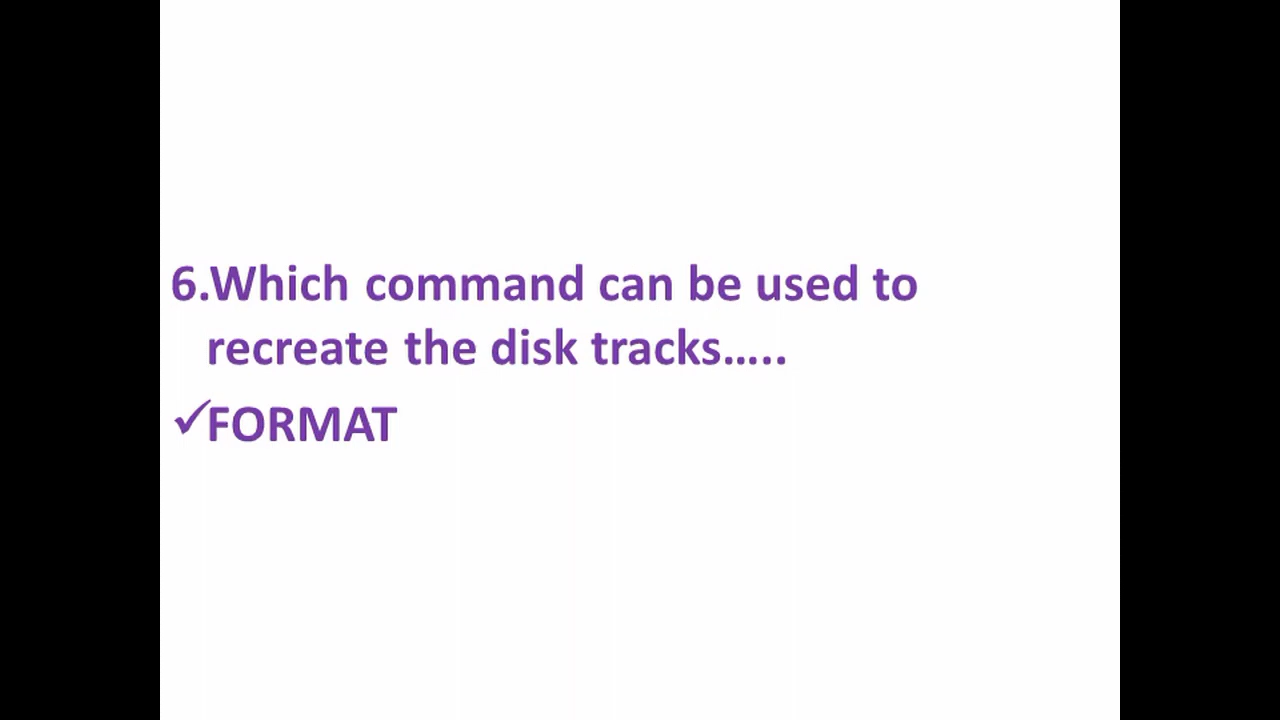 6.Which command can be used to
recreate the disk tracks…..
✓FORMAT